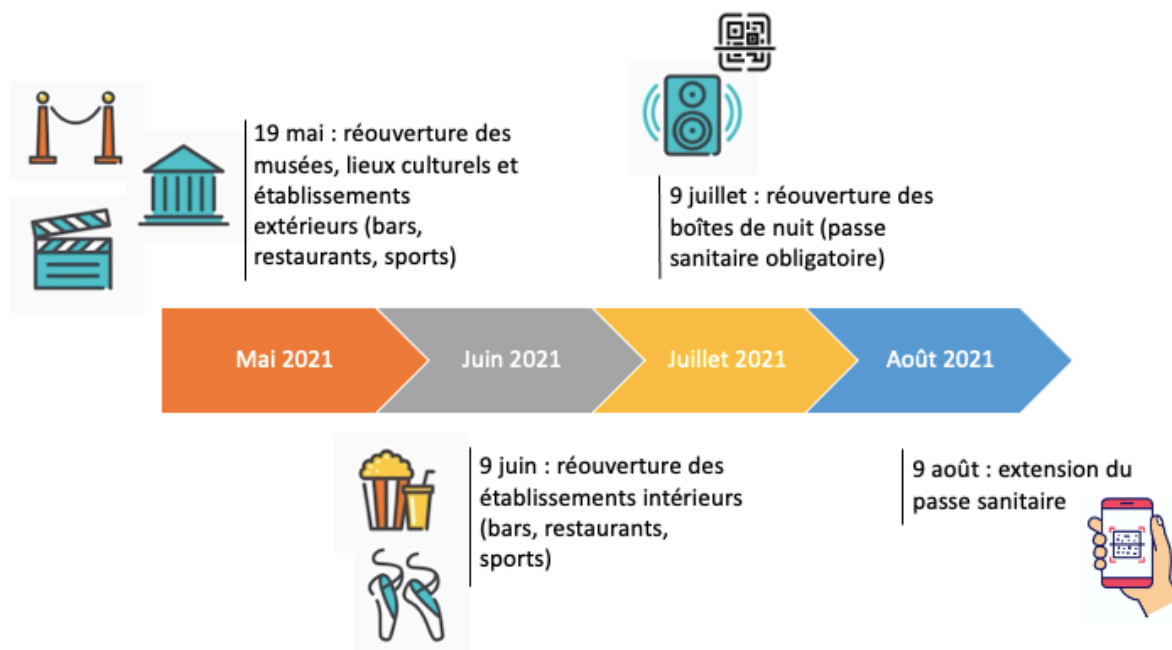 19 mai : réouverture des
musées, lieux culturels et
établissements
extérieurs (bars,
restaurants, sports)
9 juillet : réouverture des
boîtes de nuit (passe
sanitaire obligatoire)
Mai 2021
Juin 2021
Juillet 2021
Août 2021
9 juin : réouverture des
établissements intérieurs
(bars, restaurants,
sports)
9 août : extension du
passe sanitaire